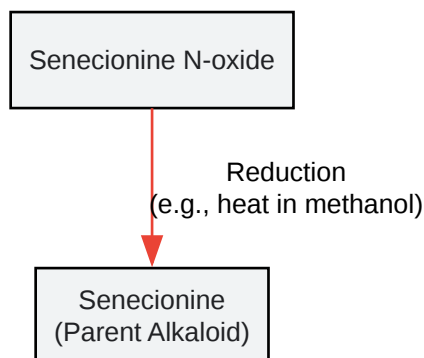 Senecionine N-oxide
Reduction
(e.g., heat in methanol)
Senecionine
(Parent Alkaloid)